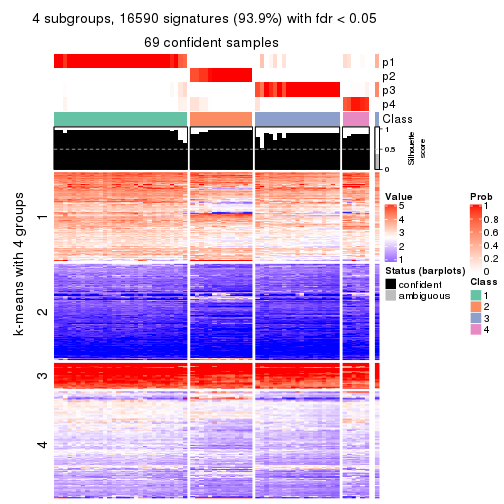 4 subgroups, 16590 signatures (93.9%) with fdr < 0.05
69 confident samples
p1
p2
p3
p4
Class
1
0.5
0
Silhouette
score
k-means with 4 groups
1
2
3
4
Value
5
4
3
2
1
Status (barplots)
confident
ambiguous
Prob
1
0.8
0.6
0.4
0.2
0
Class
1
2
3
4